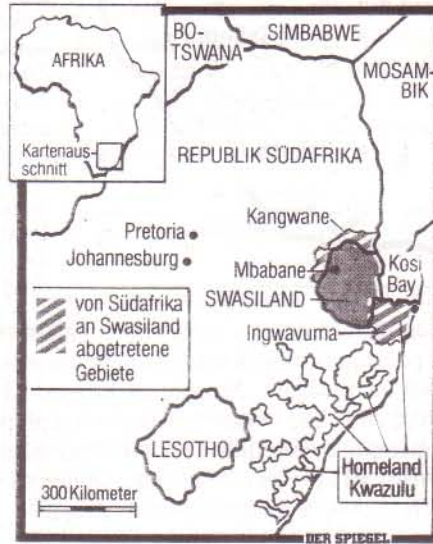 AFRIKA
Kartenaus-
schnitt
BO-
TSWANA
SIMBABWE
MOSAM-
BIK
REPUBLIK SÜDAFRIKA
Kangwane
Pretoria
Johannesburg
Mbabane
Kosi
Bay
SWASILAND
Ingwavuma
von Südafrika
an Swasiland
abgetretene
Gebiete
LESOTHO
Homeland
Kwazulu
300 Kilometer
DER SPIEGEL